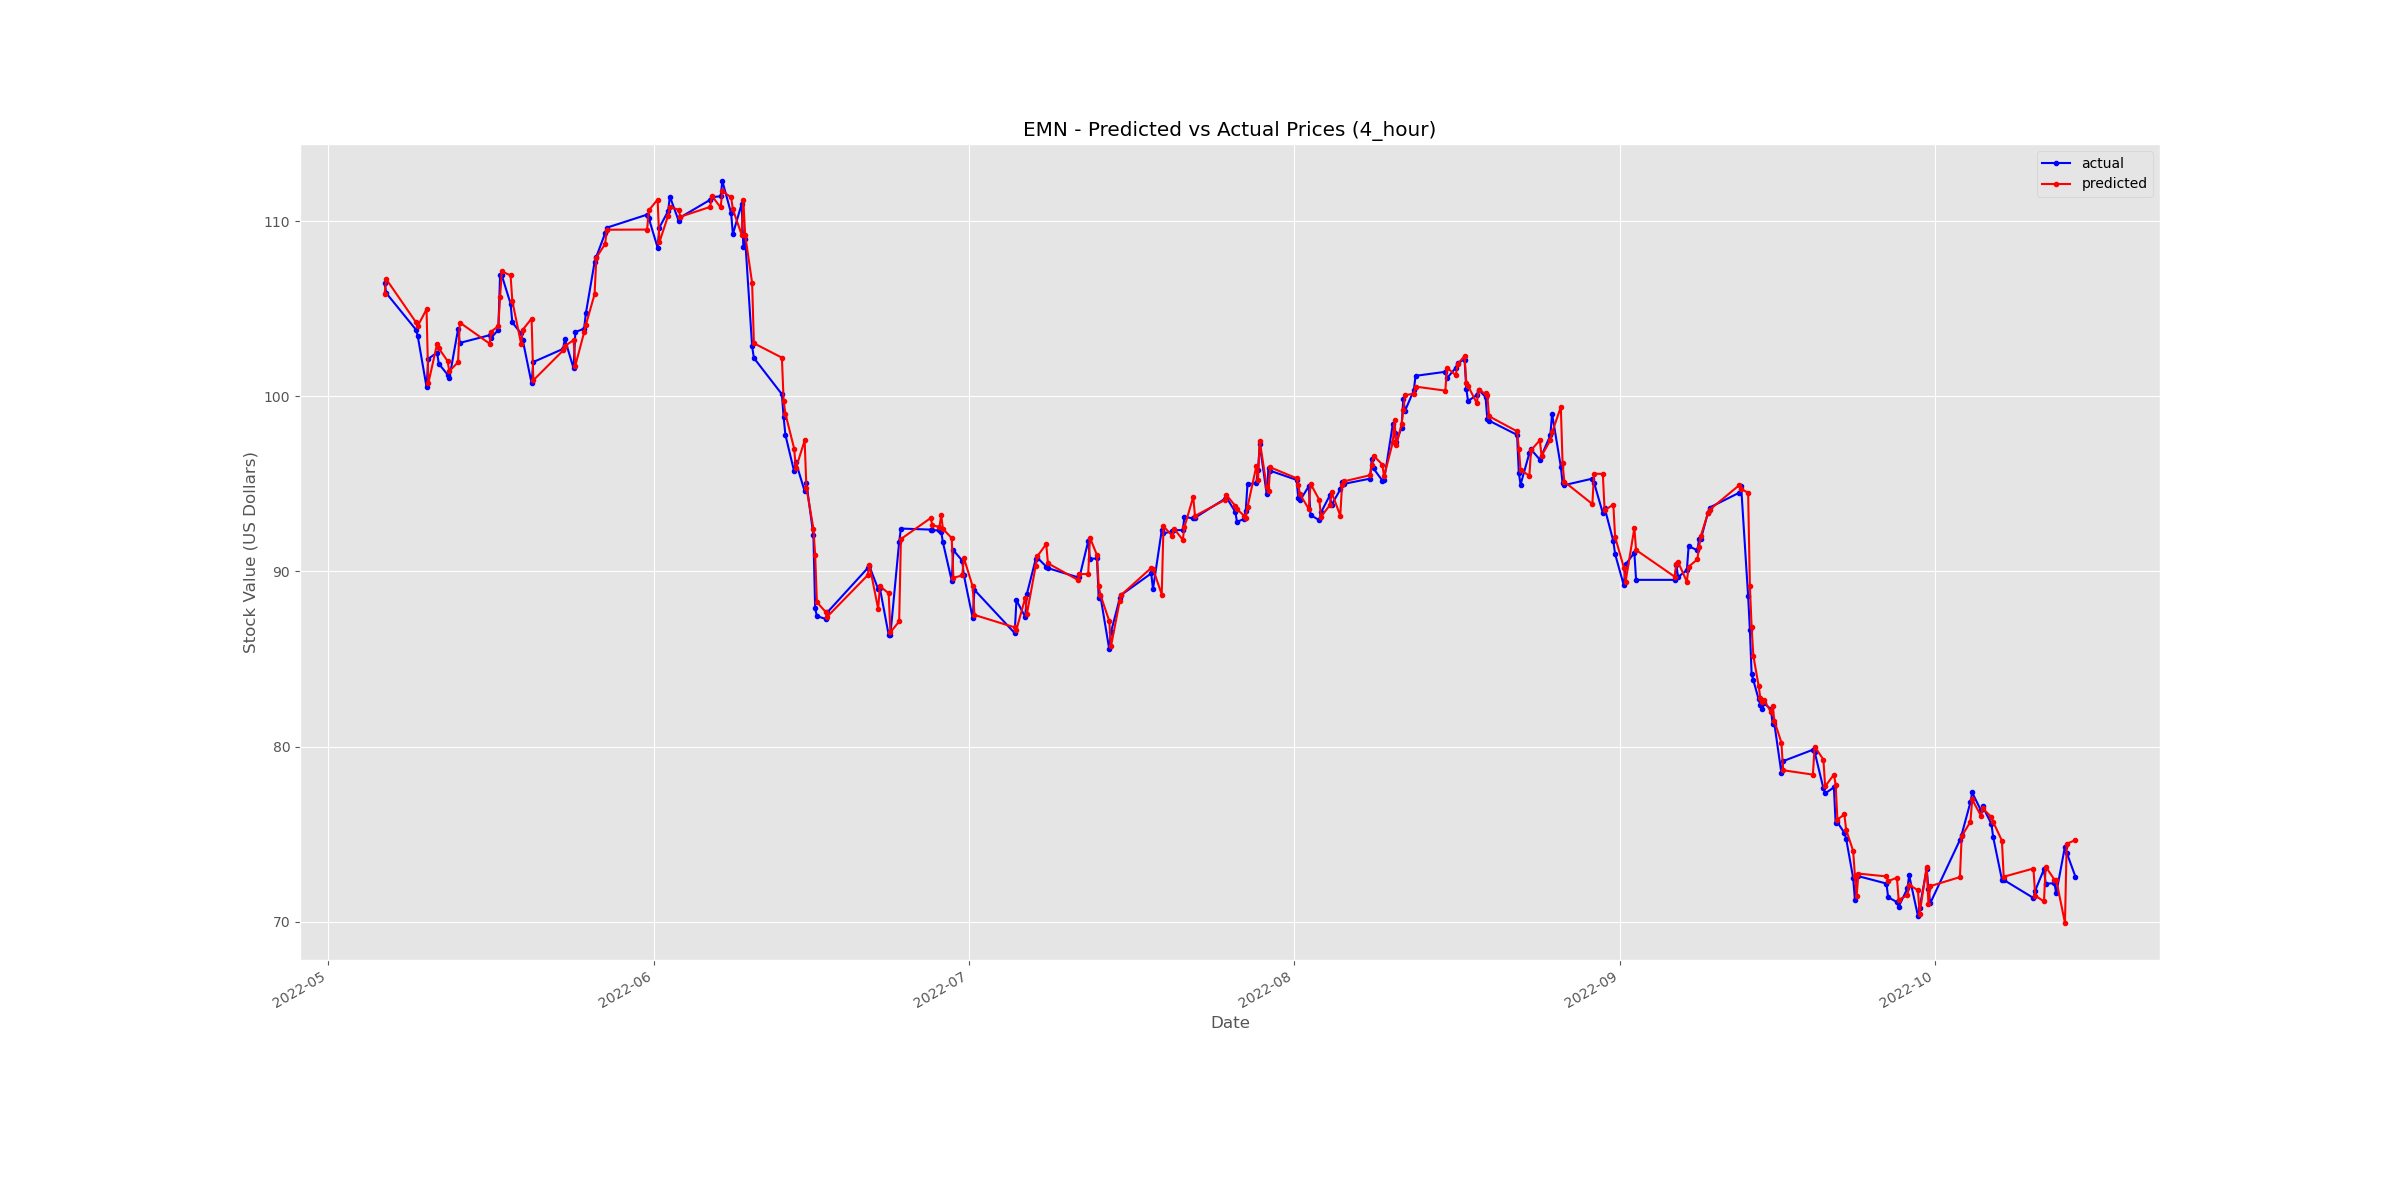 EMN - Predicted vs Actual Prices (4_hour)
actual
predicted
Stock Value (US Dollars)
110
100
90
80
70
2022-05
2022-06
2022-07
2022-08
2022-09
2022-10
Date